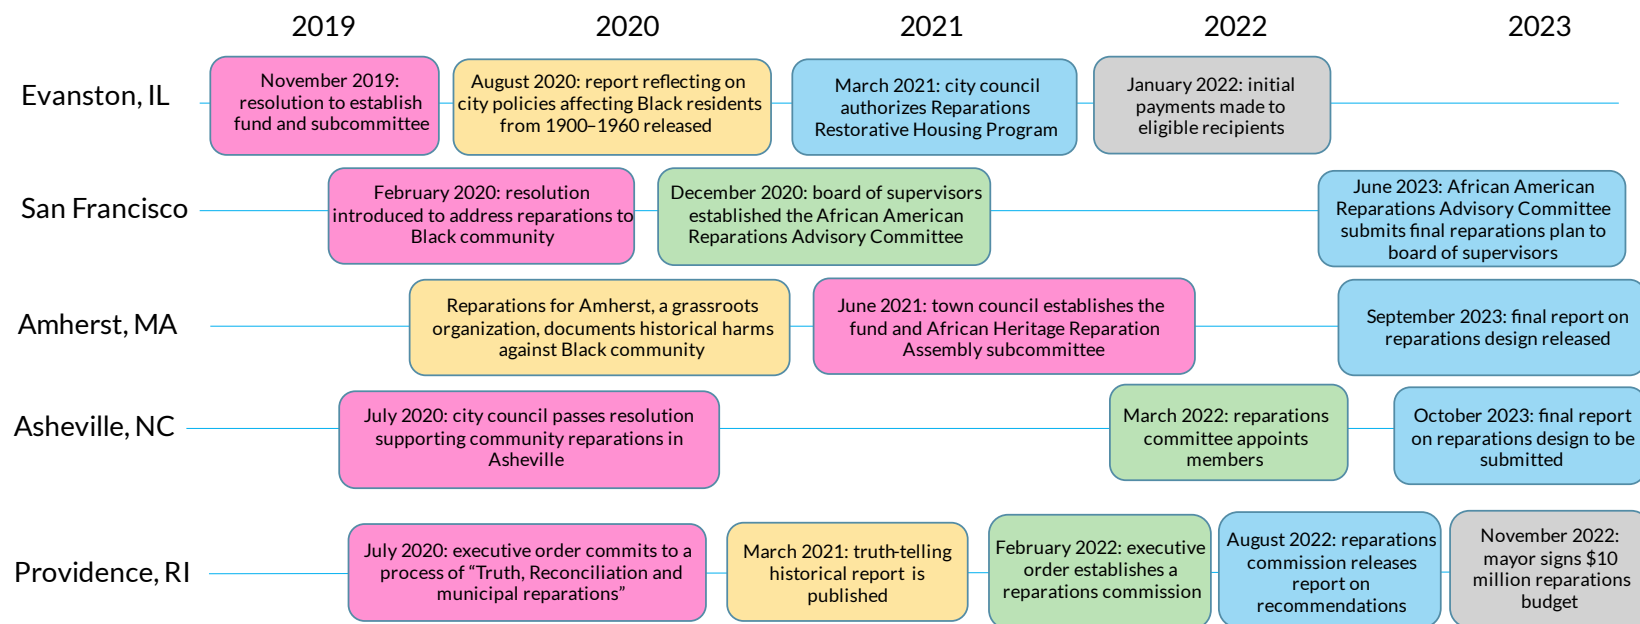 2019 2020 2021 2022 2023
Evanston, IL
November 2019:
resolution to establish
fund and subcommittee
August 2020: report reflecting on
city policies affecting Black residents
from 1900–1960 released
March 2021: city council
authorizes Reparations
Restorative Housing Program
January 2022: initial
payments made to
eligible recipients
San Francisco
February 2020: resolution
introduced to address reparations to
Black community
December 2020: board of supervisors
established the African American
Reparations Advisory Committee
June 2023: African American
Reparations Advisory Committee
submits final reparations plan to
board of supervisors
Amherst, MA
Reparations for Amherst, a grassroots
organization, documents historical harms
against Black community
June 2021: town council establishes the
fund and African Heritage Reparation
Assembly subcommittee
September 2023: final report on
reparations design released
Asheville, NC
July 2020: city council passes resolution
supporting community reparations in
Asheville
March 2022: reparations
committee appoints
members
October 2023: final report
on reparations design to be
submitted
Providence, RI
July 2020: executive order commits to a
process of “Truth, Reconciliation and
municipal reparations”
March 2021: truth-telling
historical report is
published
February 2022: executive
order establishes a
reparations commission
August 2022: reparations
commission releases
report on
recommendations
November 2022:
mayor signs $10
million reparations
budget